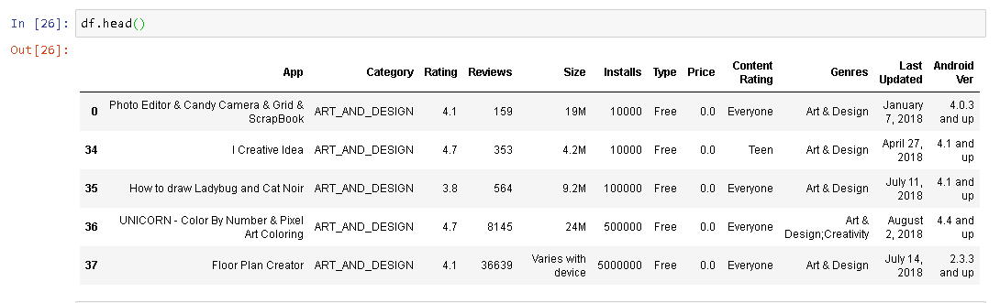 In [26]: df.head()
Out[26]:
App Category Rating Reviews Size Installs Type Price Content Rating Genres Last Updated Android Ver
0 Photo Editor & Candy Camera & Grid & ScrapBook ART_AND_DESIGN 4.1 159 19M 10000 Free 0.0 Everyone Art & Design January 7, 2018 4.0.3 and up
34 I Creative Idea ART_AND_DESIGN 4.7 353 4.2M 10000 Free 0.0 Teen Art & Design April 27, 2018 4.1 and up
35 How to draw Ladybug and Cat Noir ART_AND_DESIGN 3.8 564 9.2M 100000 Free 0.0 Everyone Art & Design July 11, 2018 4.1 and up
36 UNICORN - Color By Number & Pixel Art Coloring ART_AND_DESIGN 4.7 8145 24M 500000 Free 0.0 Everyone Art & Design;Creativity August 2, 2018 4.4 and up
37 Floor Plan Creator ART_AND_DESIGN 4.1 36639 Varies with device 5000000 Free 0.0 Everyone Art & Design July 14, 2018 2.3.3 and up